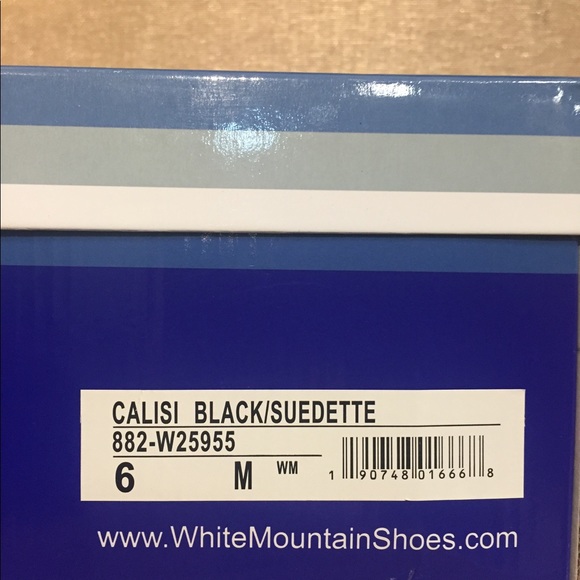 CALISI BLACK/SUEDETTE
882-W25955
6 M WM
1 90748 01666 8
www.WhiteMountainShoes.com